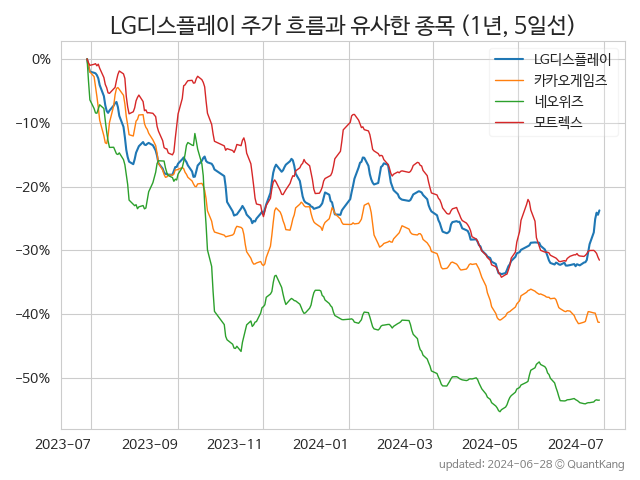 LG디스플레이 주가 흐름과 유사한 종목 (1년, 5일선)
LG디스플레이
카카오게임즈
네오위즈
모트렉스
0%
−10%
−20%
−30%
−40%
−50%
2023-07
2023-09
2023-11
2024-01
2024-03
2024-05
2024-07
updated: 2024-06-28 © QuantKang